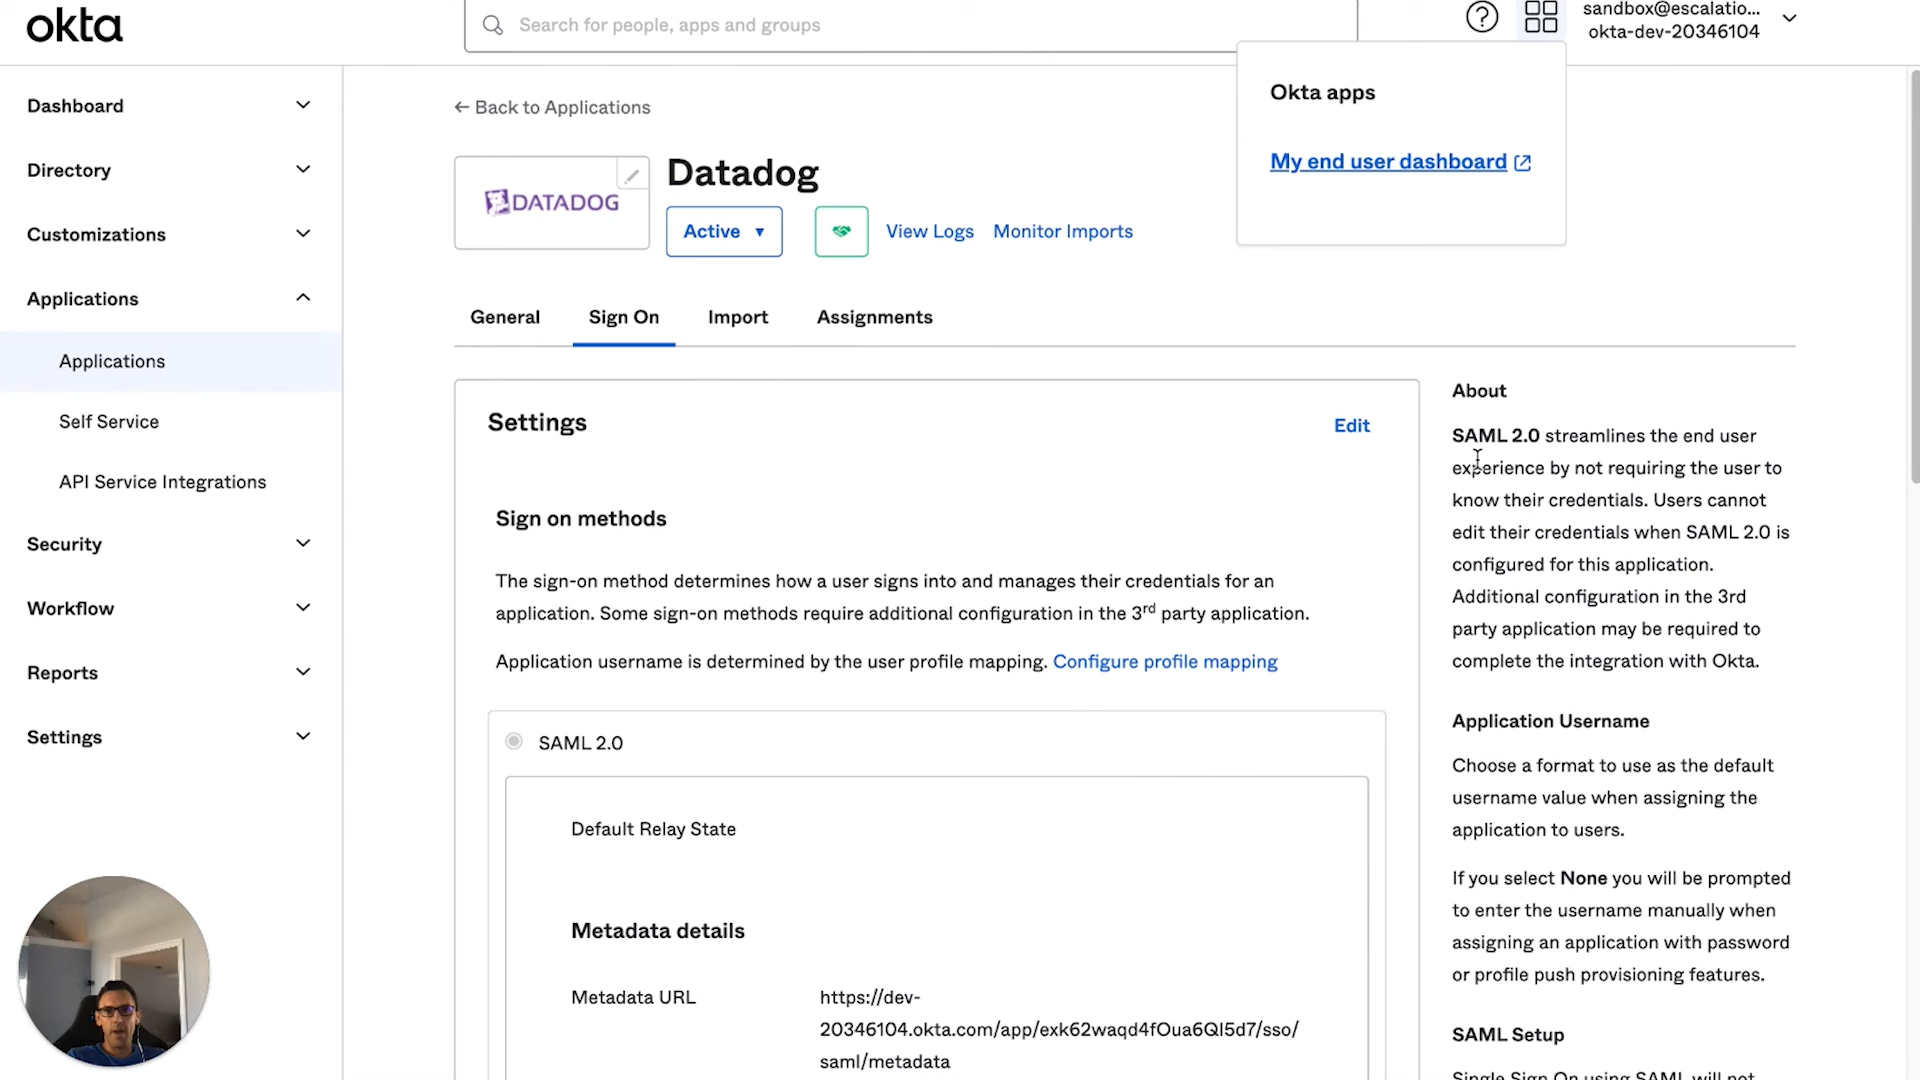 okta
Search for people, apps and groups
sandbox@escalatio...
okta-dev-20346104
Okta apps
My end user dashboard
Dashboard
Directory
Customizations
Applications
Applications
Self Service
API Service Integrations
Security
Workflow
Reports
Settings
← Back to Applications
DATADOG
Datadog
Active
View Logs
Monitor Imports
General
Sign On
Import
Assignments
Settings
Edit
Sign on methods
The sign-on method determines how a user signs into and manages their credentials for an
application. Some sign-on methods require additional configuration in the 3rd party application.
Application username is determined by the user profile mapping. Configure profile mapping
SAML 2.0
Default Relay State
Metadata details
Metadata URL
https://dev-
20346104.okta.com/app/exk62waqd4fOua6QI5d7/sso/
saml/metadata
About
SAML 2.0 streamlines the end user
experience by not requiring the user to
know their credentials. Users cannot
edit their credentials when SAML 2.0 is
configured for this application.
Additional configuration in the 3rd
party application may be required to
complete the integration with Okta.
Application Username
Choose a format to use as the default
username value when assigning the
application to users.
If you select None you will be prompted
to enter the username manually when
assigning an application with password
or profile push provisioning features.
SAML Setup
Single Sign On using SAML will not